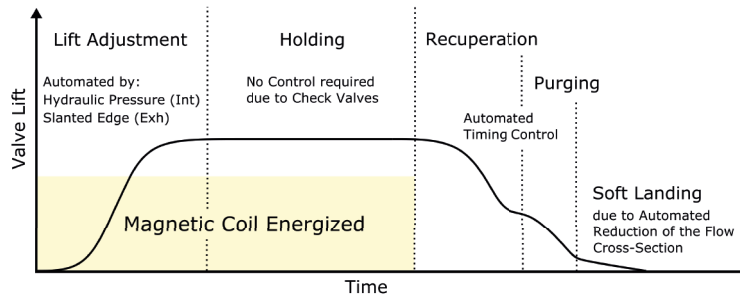 Lift Adjustment
Automated by:
Hydraulic Pressure (Int)
Slanted Edge (Exh)
Holding
No Control required
due to Check Valves
Recuperation
Automated
Timing Control
Purging
Soft Landing
due to Automated
Reduction of the Flow
Cross-Section
Magnetic Coil Energized
Valve Lift
Time